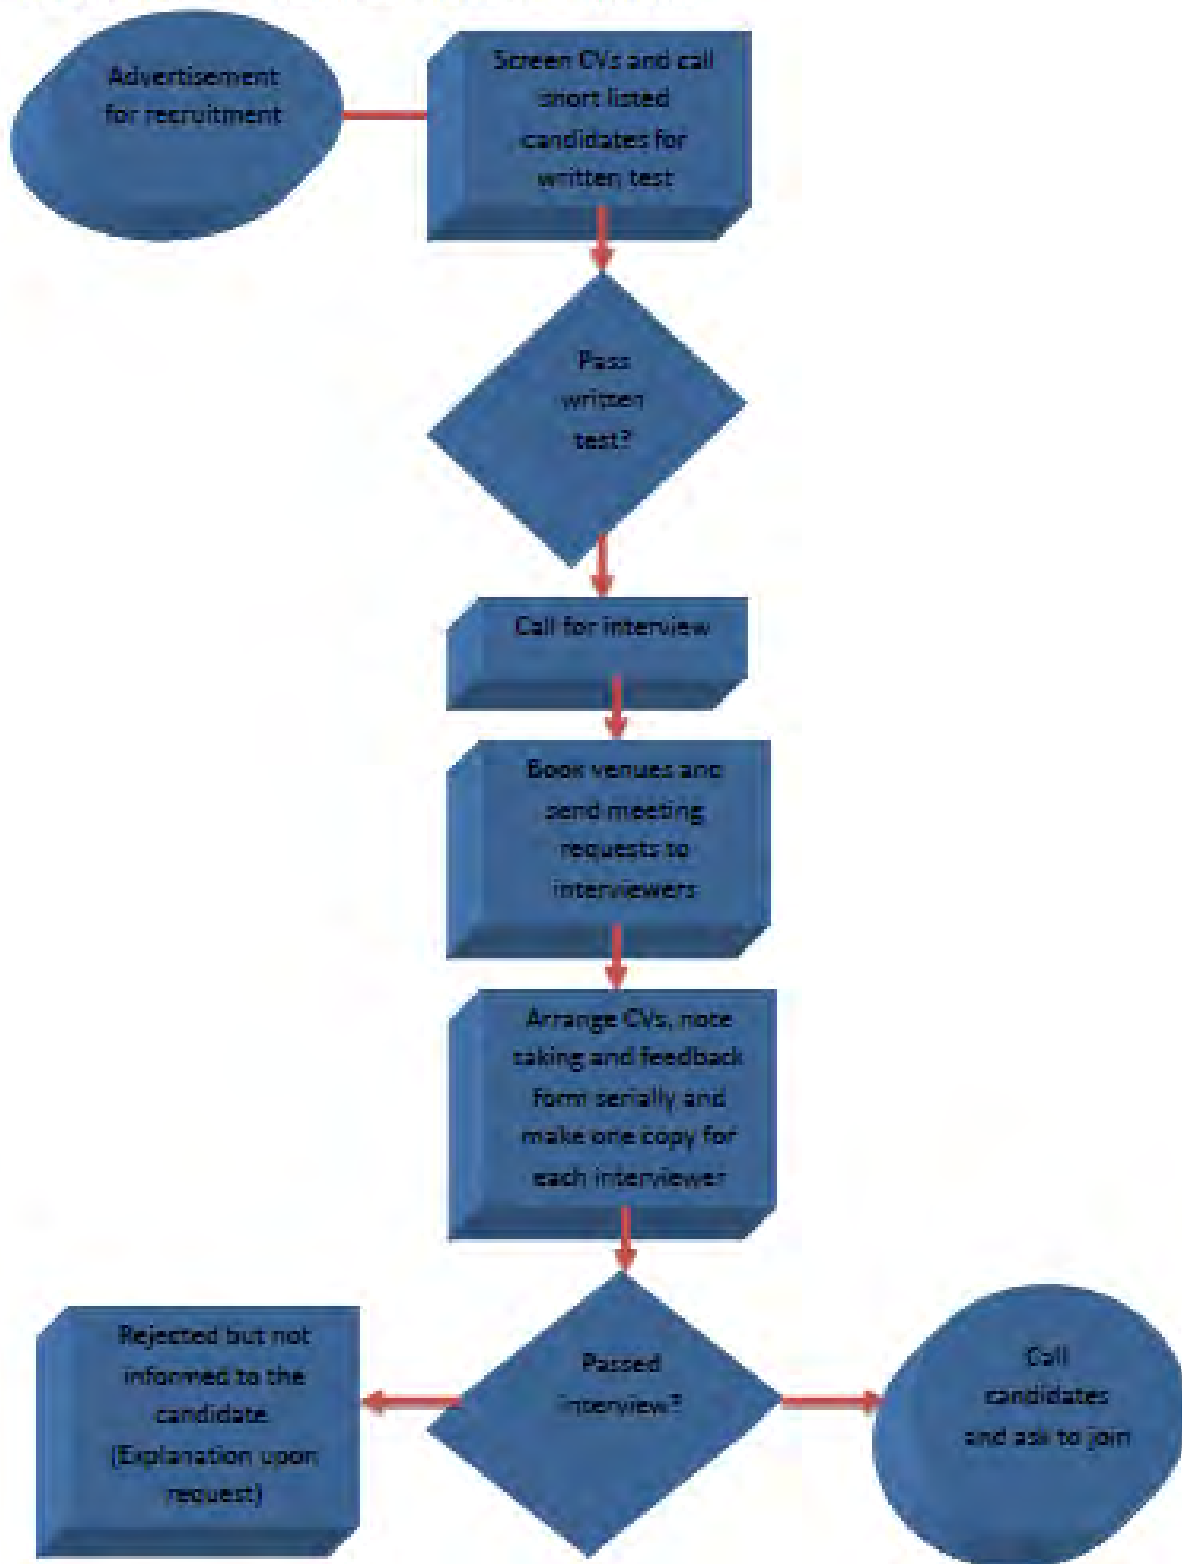 Advertisement
for recruitment
Screen CVs and call
short listed
candidates for
written test
Pass
written
test?
Call for interview
Book venues and
send meeting
requests to
interviewers
Arrange CVs, note
taking and feedback
form serially and
make one copy for
each interviewer
Passed
interview?
Rejected but not
informed to the
candidate.
(Explanation upon
request)
Call
candidates
and ask to join